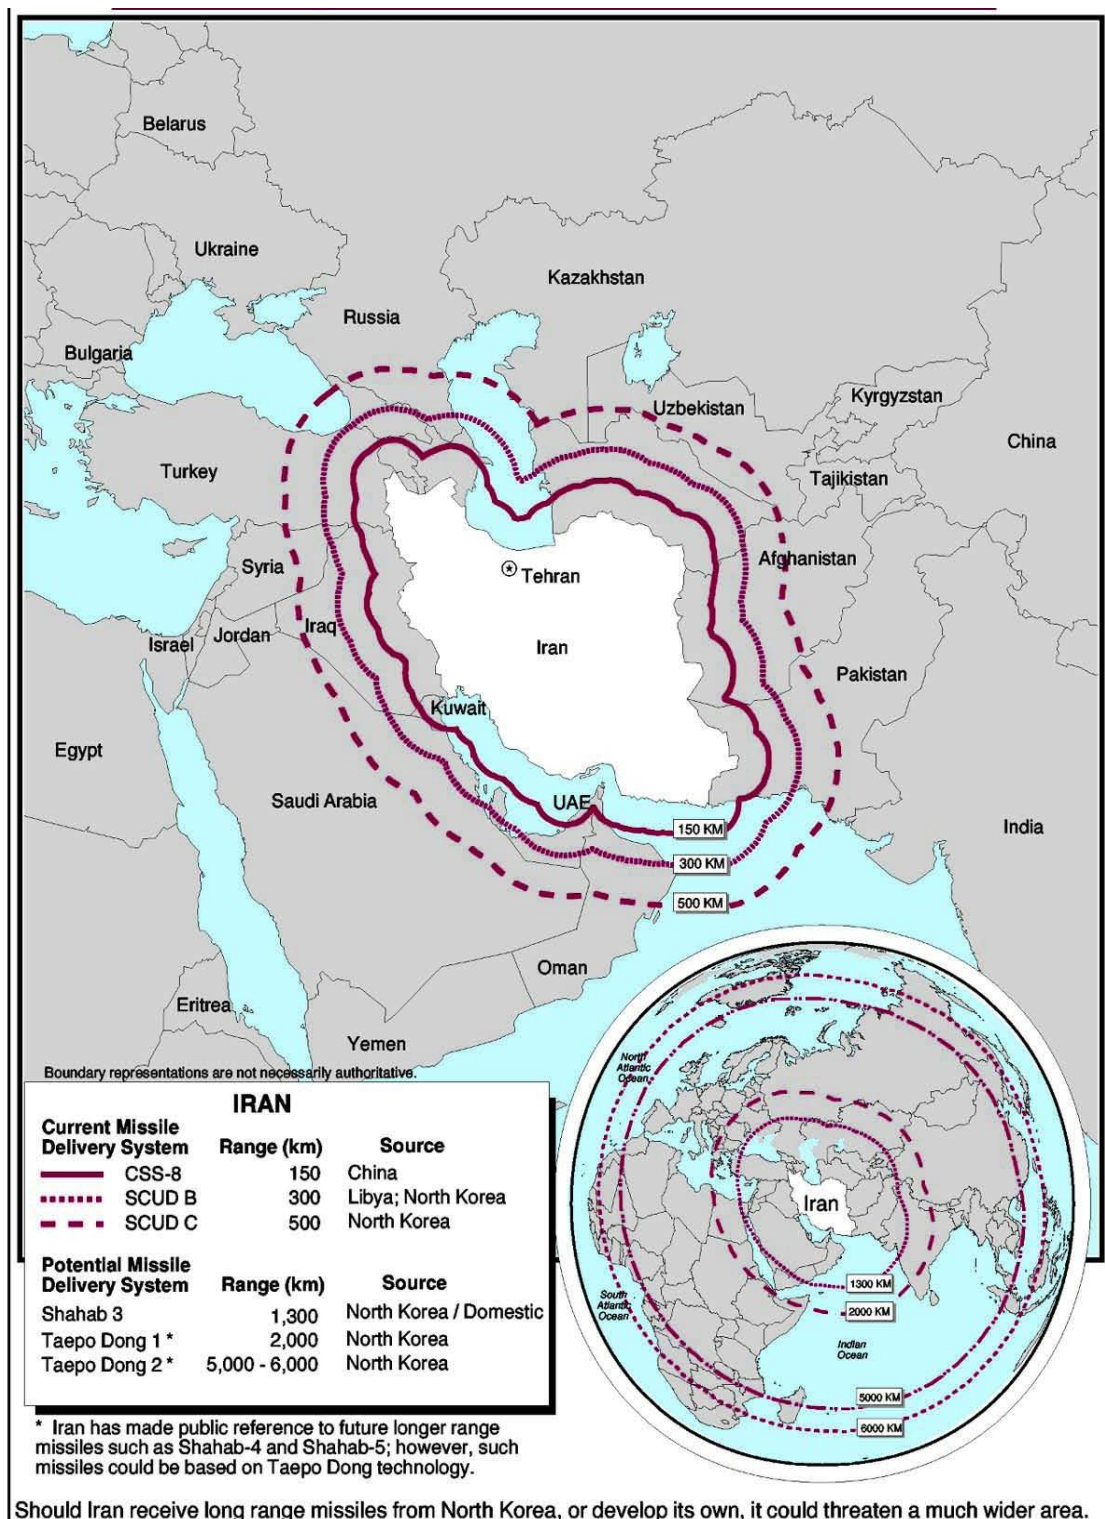 Belarus
Ukraine
Kazakhstan
Russia
Bulgaria
Uzbekistan
Kyrgyzstan
China
Turkey
Tajikistan
Syria
Afghanistan
Tehran
Israel
Jordan
Iraq
Iran
Pakistan
Kuwait
Egypt
Saudi Arabia
UAE
India
150 KM
300 KM
500 KM
Oman
Eritrea
Yemen
Boundary representations are not necessarily authoritative.
North
Atlantic
Ocean
Iran
1300 KM
2000 KM
South
Atlantic
Ocean
Indian
Ocean
5000 KM
6000 KM
IRAN
Current Missile
Delivery System Range (km) Source
CSS-8 150 China
SCUD B 300 Libya; North Korea
SCUD C 500 North Korea
Potential Missile
Delivery System Range (km) Source
Shahab 3 1,300 North Korea / Domestic
Taepo Dong 1 * 2,000 North Korea
Taepo Dong 2 * 5,000 - 6,000 North Korea
* Iran has made public reference to future longer range
missiles such as Shahab-4 and Shahab-5; however, such
missiles could be based on Taepo Dong technology.
Should Iran receive long range missiles from North Korea, or develop its own, it could threaten a much wider area.